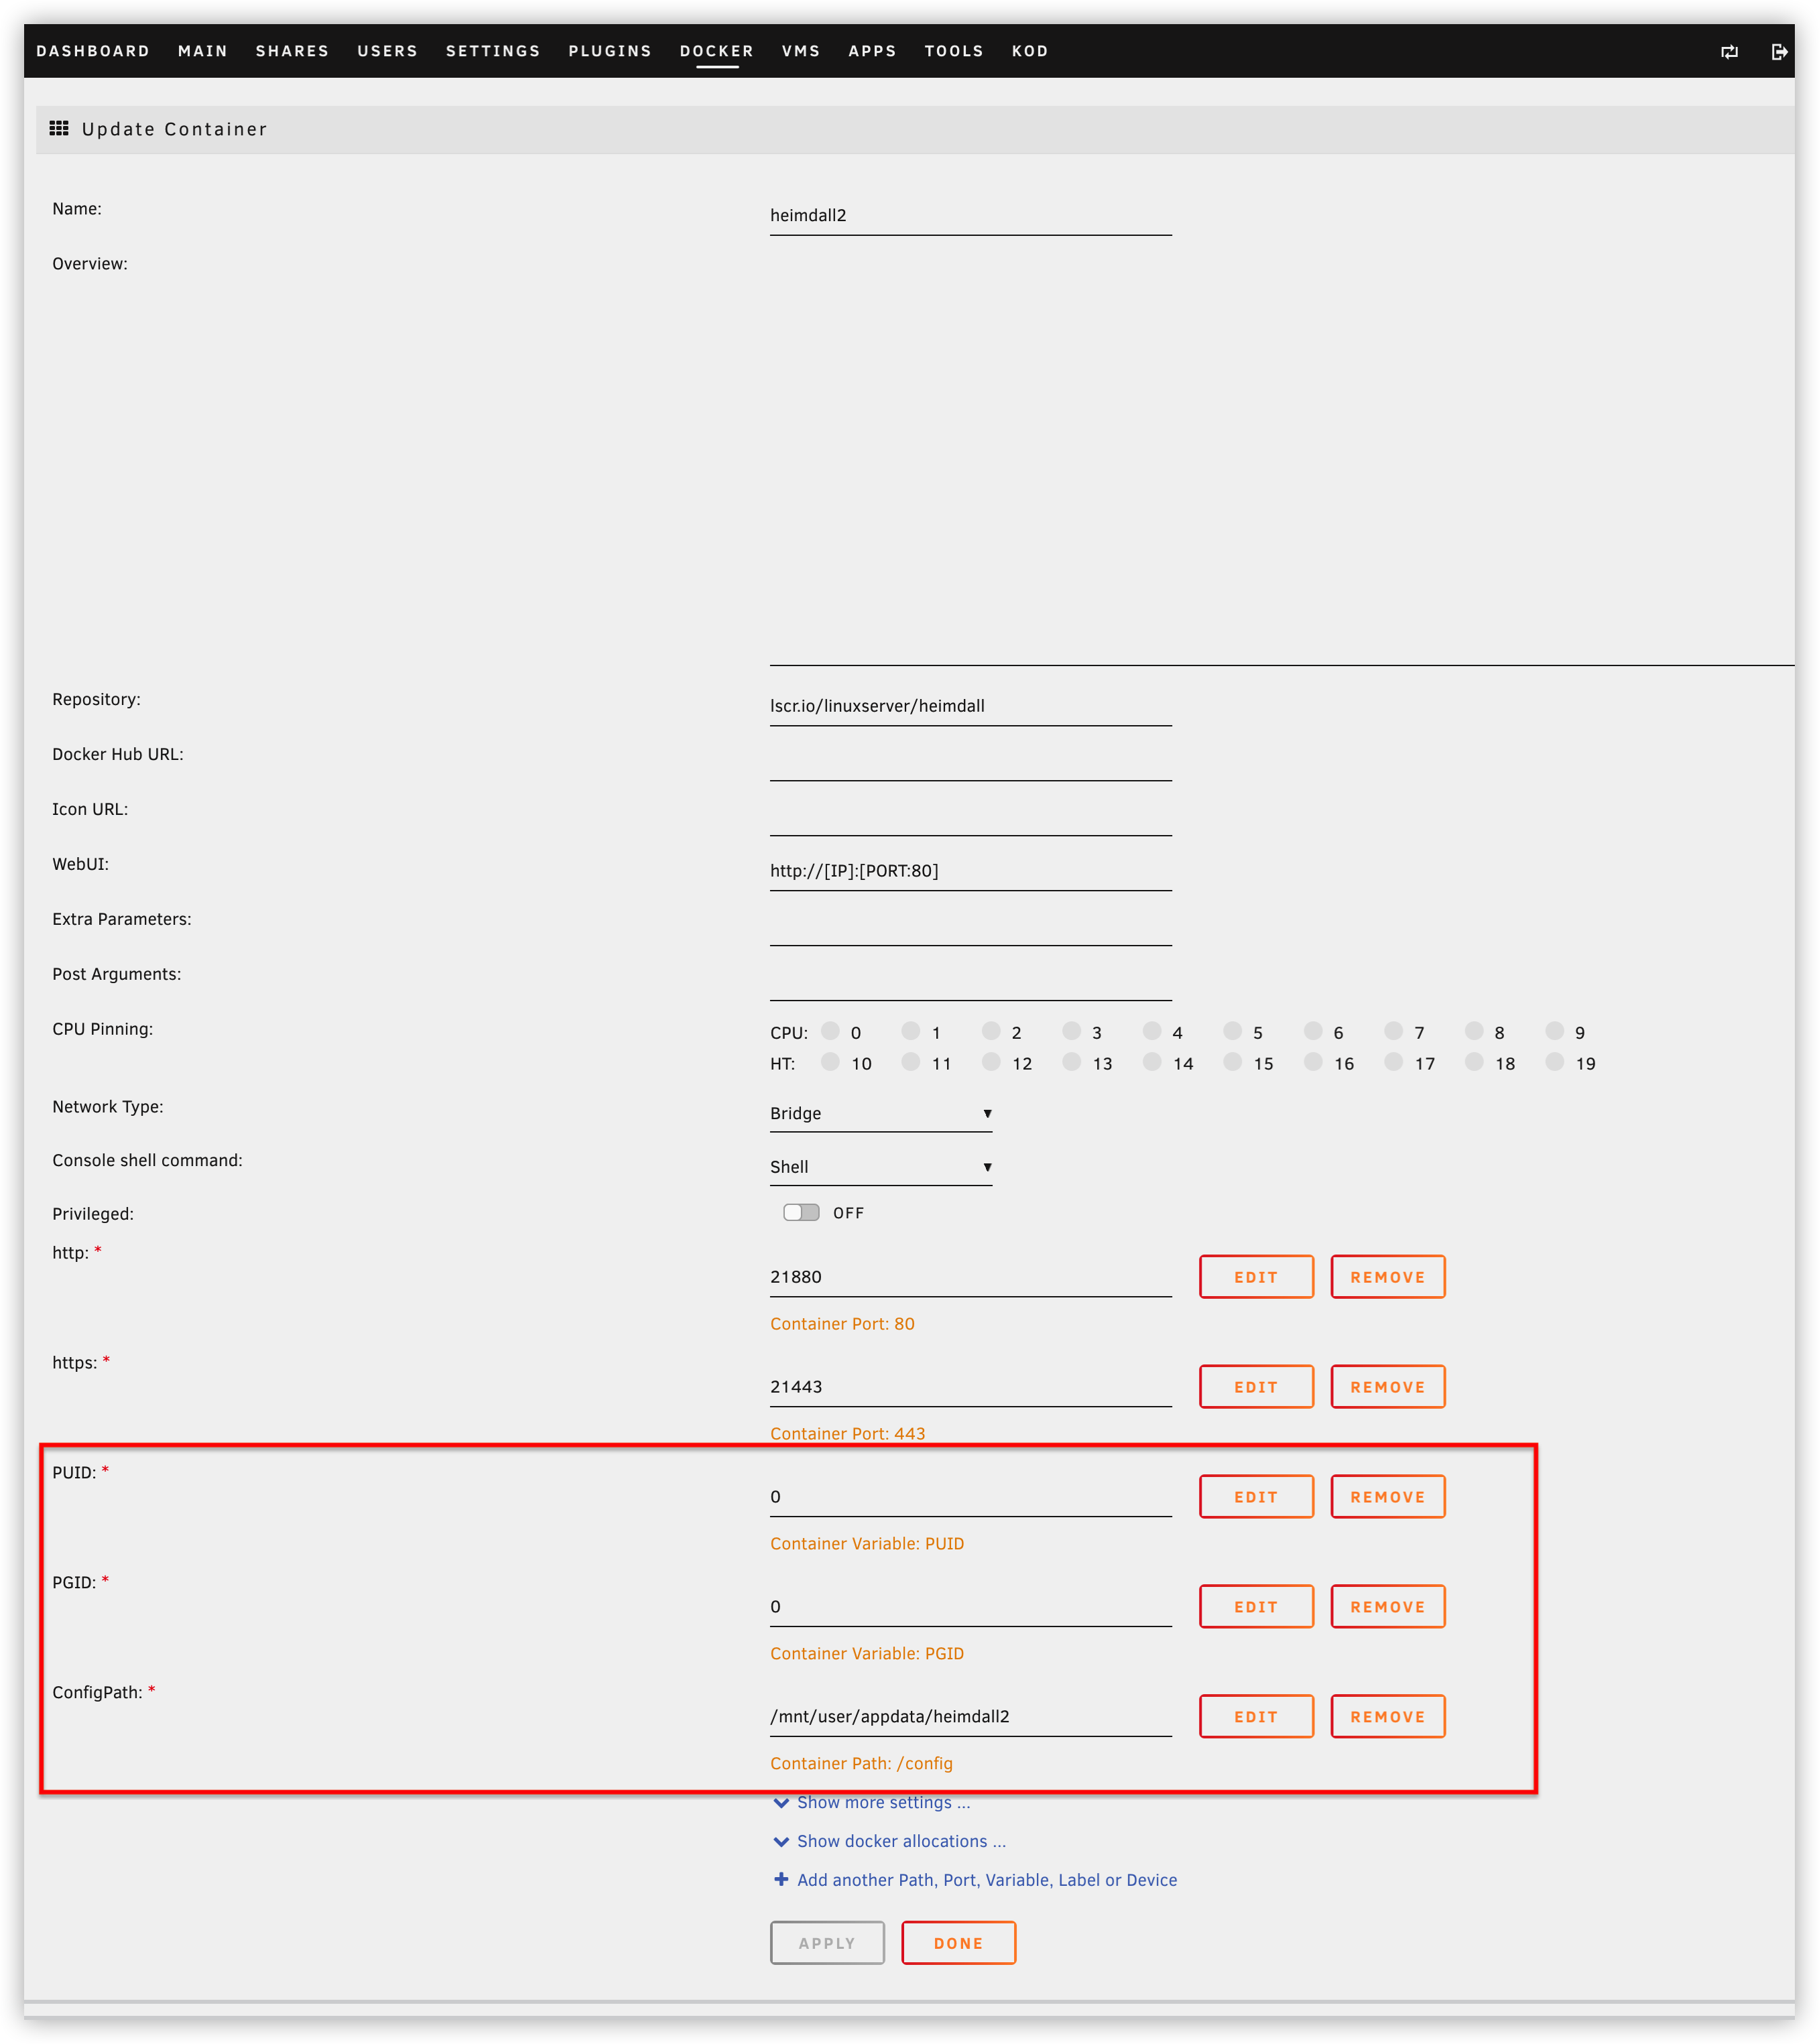 DASHBOARD MAIN SHARES USERS SETTINGS PLUGINS DOCKER VMS APPS TOOLS KOD
Update Container
Name:
heimdall2
Overview:
Repository:
lscr.io/linuxserver/heimdall
Docker Hub URL:
Icon URL:
WebUI:
http://[IP]:[PORT:80]
Extra Parameters:
Post Arguments:
CPU Pinning:
CPU: 0 1 2 3 4 5 6 7 8 9
HT: 10 11 12 13 14 15 16 17 18 19
Network Type:
Bridge
Console shell command:
Shell
Privileged:
OFF
http: *
21880 EDIT REMOVE
Container Port: 80
https: *
21443 EDIT REMOVE
Container Port: 443
PUID: *
0 EDIT REMOVE
Container Variable: PUID
PGID: *
0 EDIT REMOVE
Container Variable: PGID
ConfigPath: *
/mnt/user/appdata/heimdall2 EDIT REMOVE
Container Path: /config
Show more settings ...
Show docker allocations ...
Add another Path, Port, Variable, Label or Device
APPLY DONE